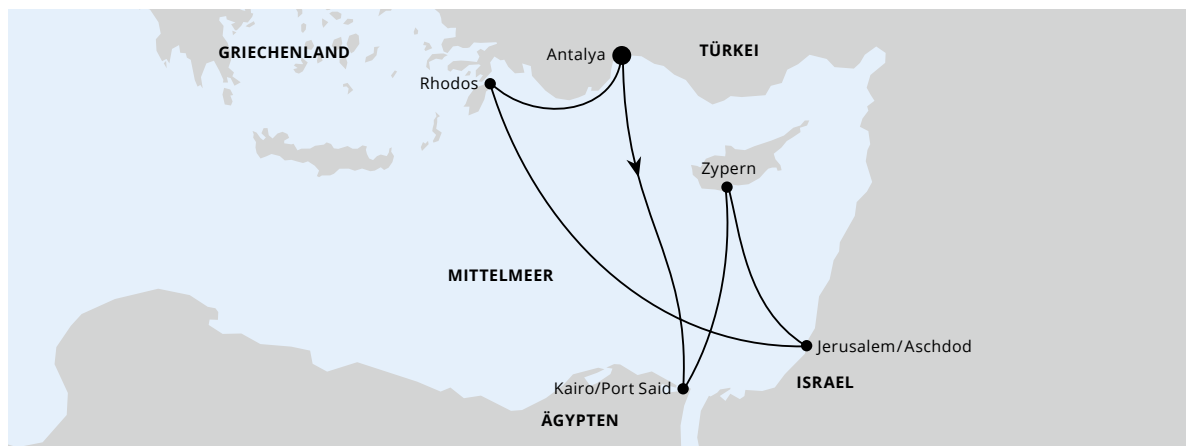 GRIECHENLAND
Antalya
TÜRKEI
Rhodos
Zypern
MITTELMEER
Jerusalem/Aschdod
ISRAEL
Kairo/Port Said
ÄGYPTEN